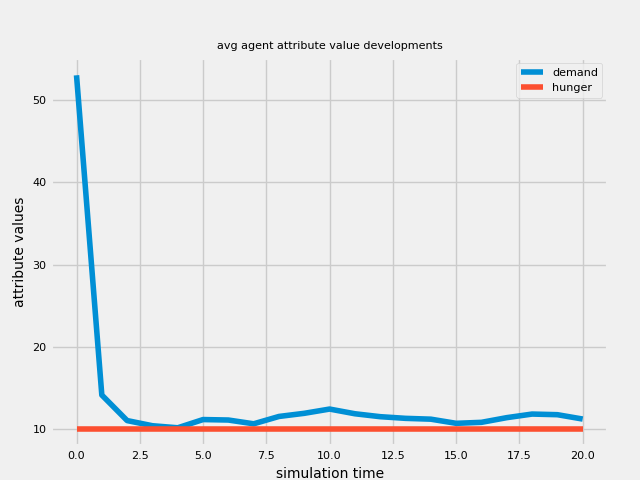 avg agent attribute value developments
demand
hunger
attribute values
50
40
30
20
10
0.0 2.5 5.0 7.5 10.0 12.5 15.0 17.5 20.0
simulation time